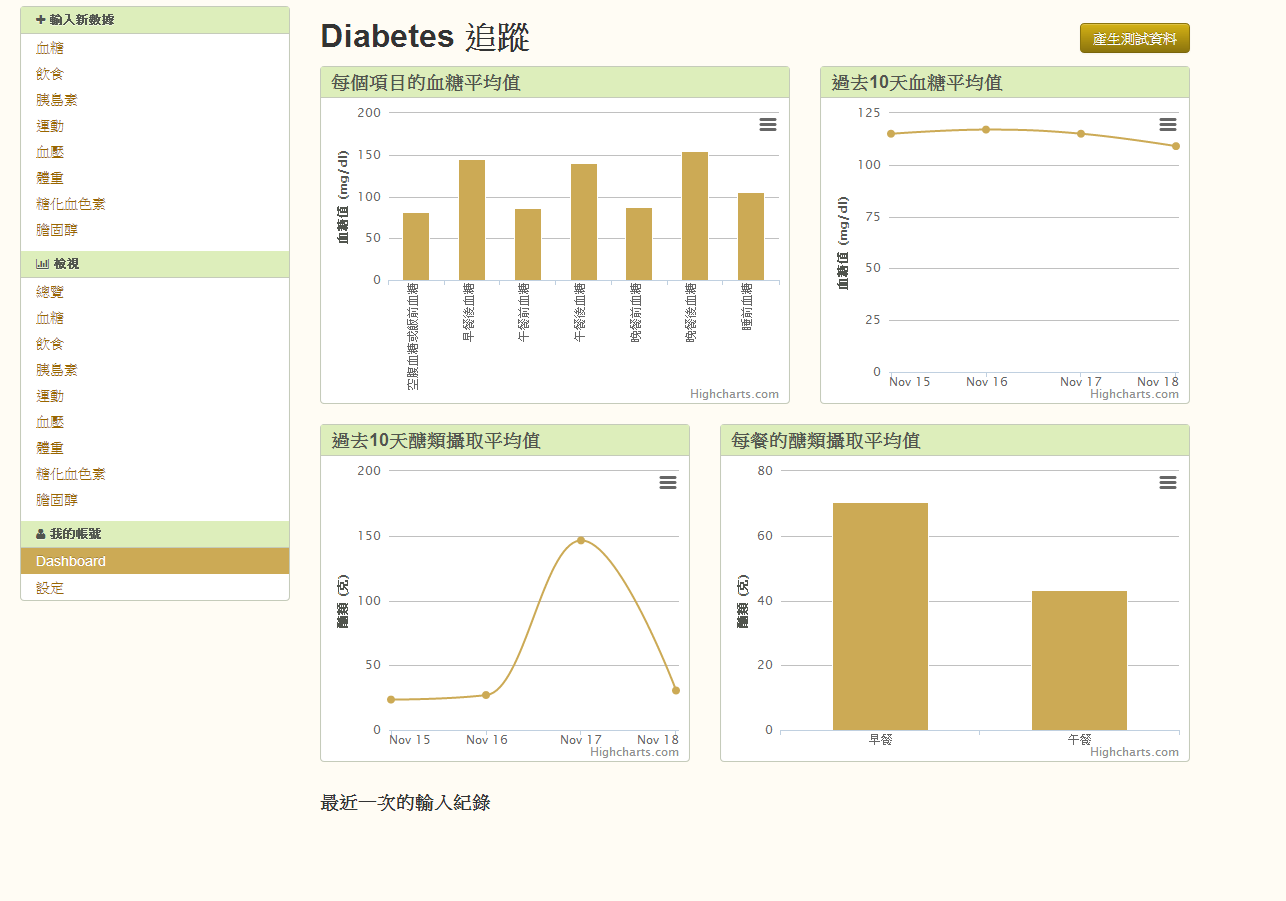 輸入新數據
血糖
飲食
胰島素
運動
血壓
體重
糖化血色素
膽固醇
檢視
總覽
血糖
飲食
胰島素
運動
血壓
體重
糖化血色素
膽固醇
我的帳號
Dashboard
設定
Diabetes 追蹤
產生測試資料
每個項目的血糖平均值
血糖值 (mg/dl)
200
150
100
50
0
空腹血糖或飯前血糖
早餐後血糖
午餐前血糖
午餐後血糖
晚餐前血糖
晚餐後血糖
睡前血糖
Highcharts.com
過去10天血糖平均值
血糖值 (mg/dl)
125
100
75
50
25
0
Nov 15
Nov 16
Nov 17
Nov 18
Highcharts.com
過去10天醣類攝取平均值
醣類 (克)
200
150
100
50
0
Nov 15
Nov 16
Nov 17
Nov 18
Highcharts.com
每餐的醣類攝取平均值
醣類 (克)
80
60
40
20
0
早餐
午餐
Highcharts.com
最近一次的輸入紀錄